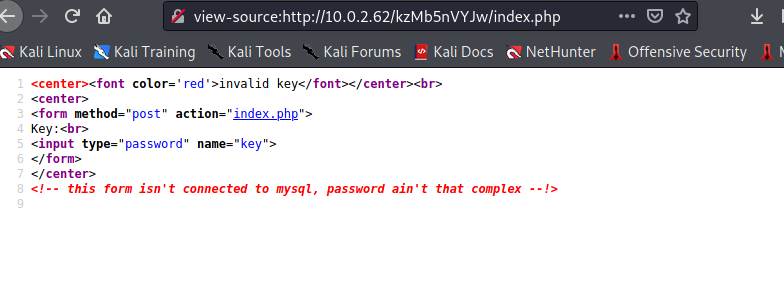 view-source:http://10.0.2.62/kzMb5nVYJw/index.php
Kali Linux Kali Training Kali Tools Kali Forums Kali Docs NetHunter Offensive Security
1 <center><font color='red'>invalid key</font></center><br>
2 <center>
3 <form method="post" action="index.php">
4 Key:<br>
5 <input type="password" name="key">
6 </form>
7 </center>
8 <!-- this form isn't connected to mysql, password ain't that complex --!>
9